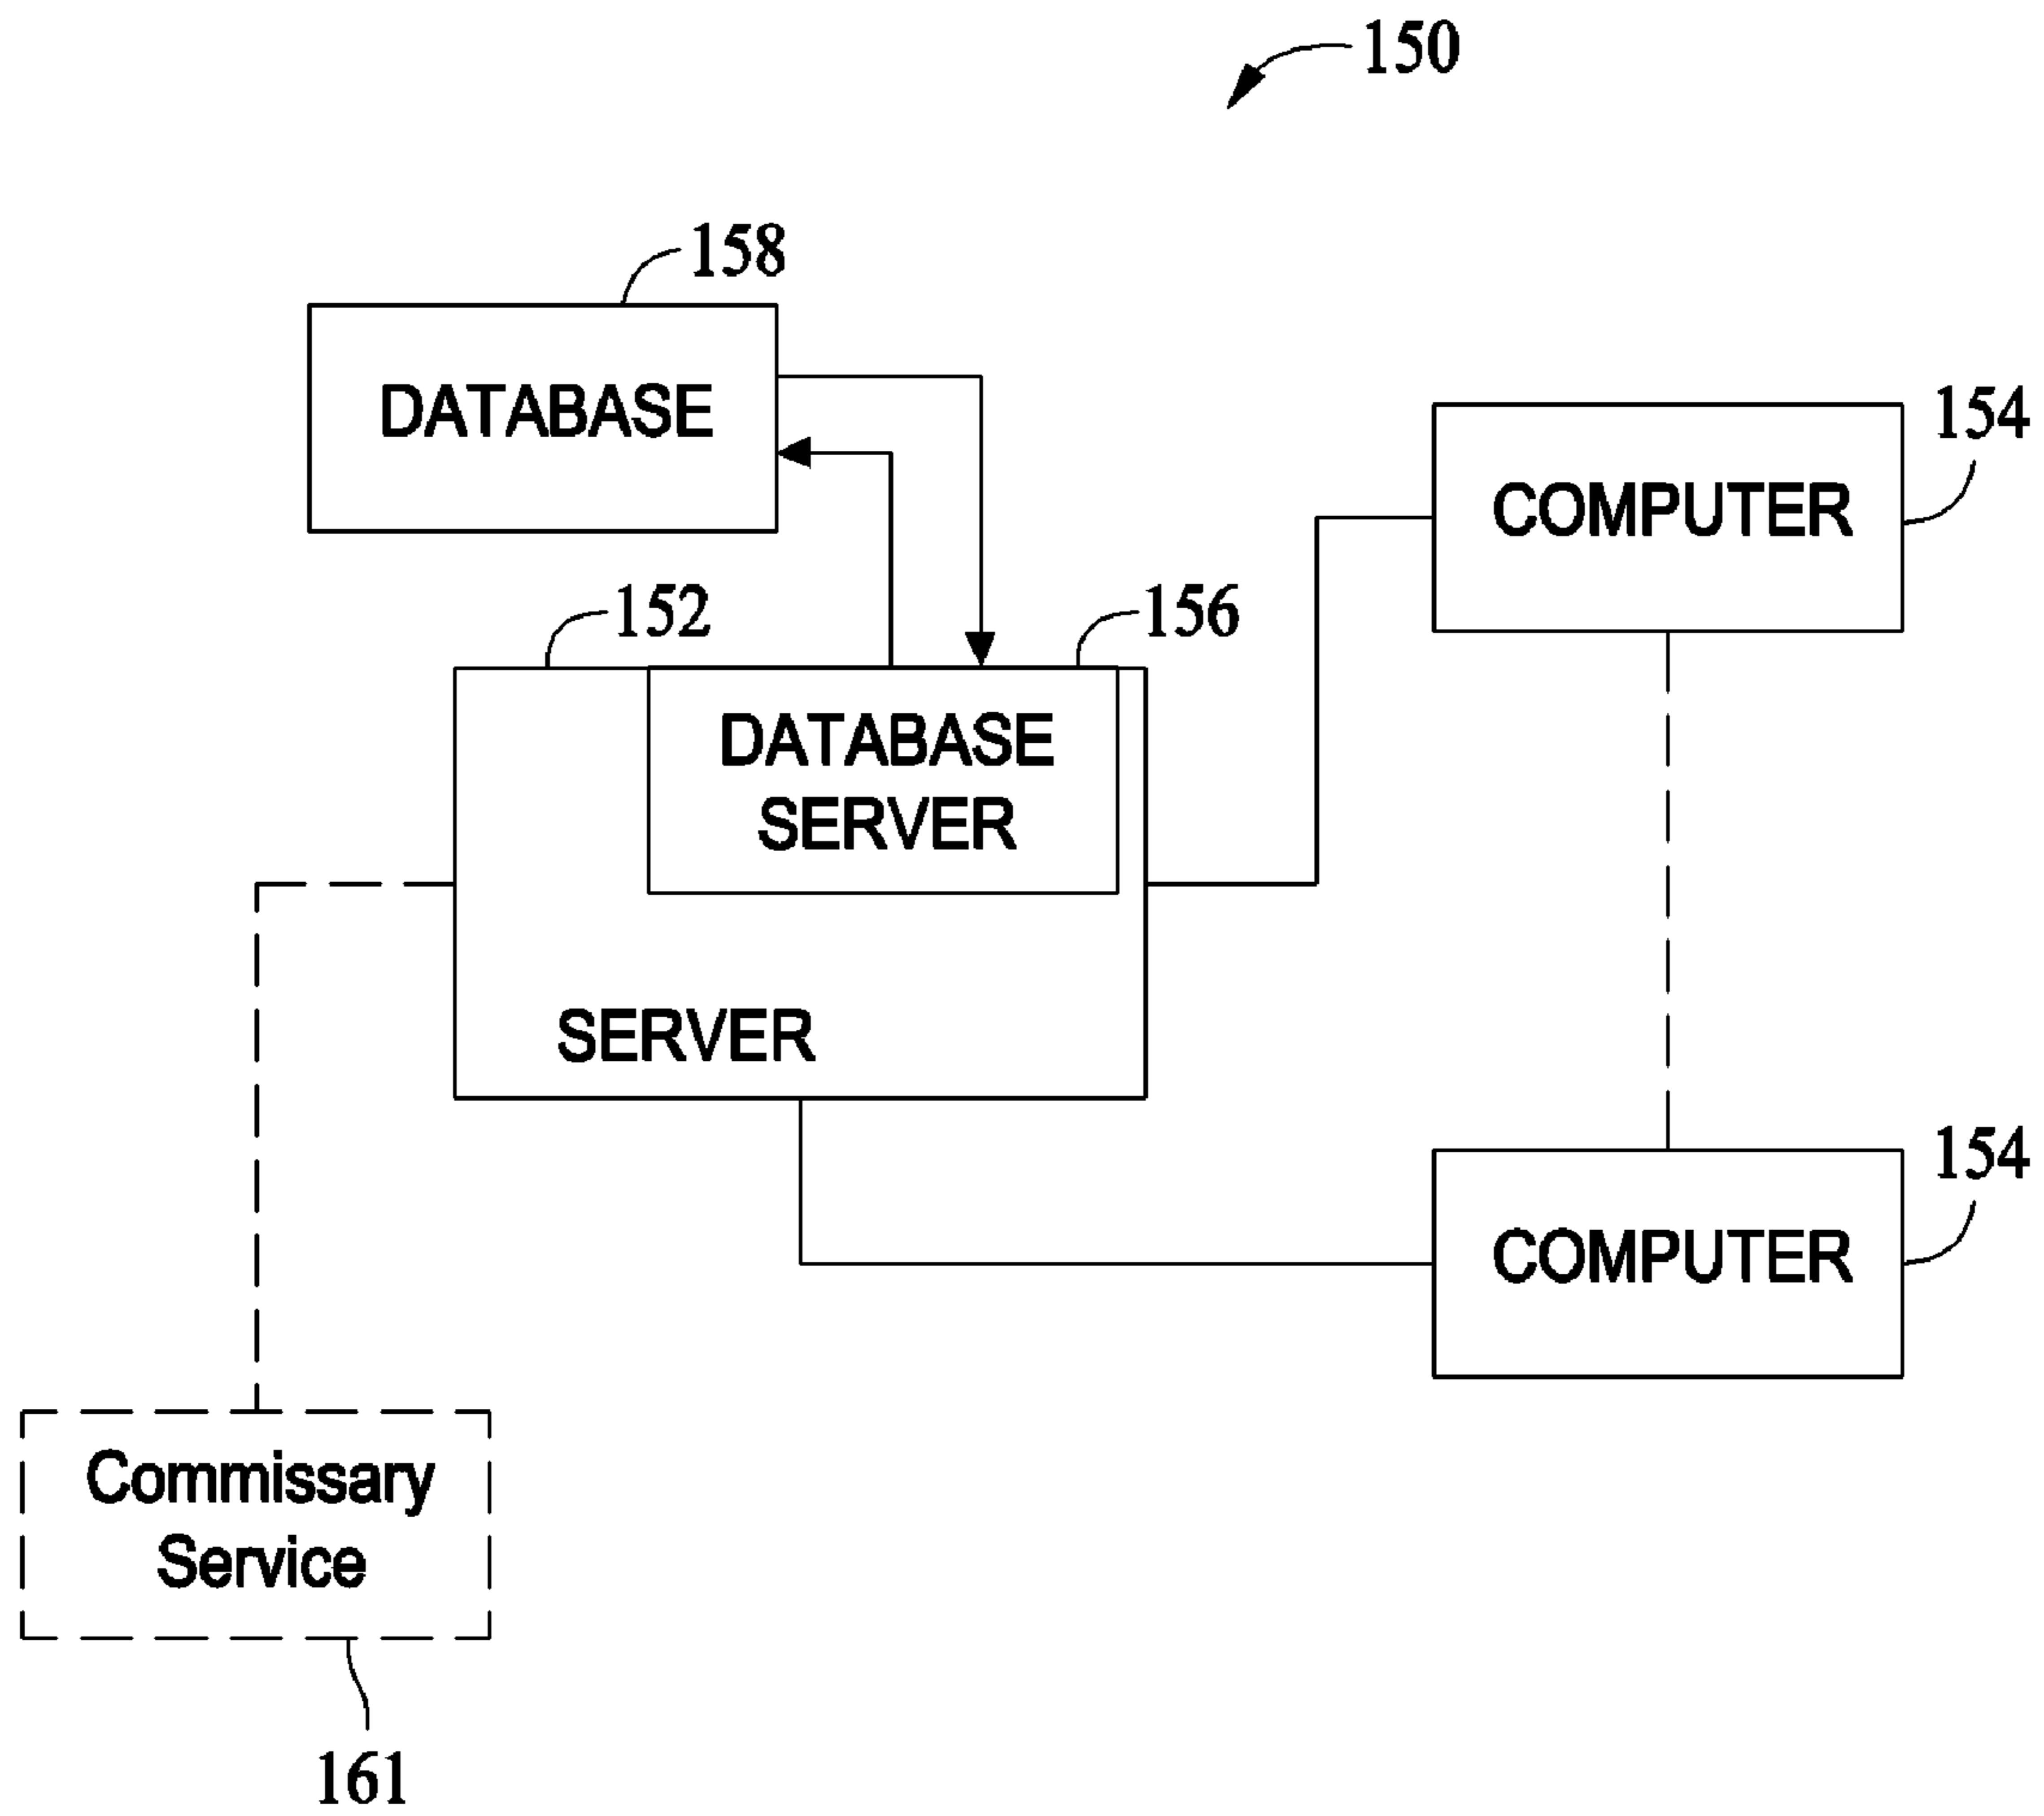 150
158
DATABASE
154
COMPUTER
152
156
DATABASE
SERVER
SERVER
154
COMPUTER
Commissary
Service
161